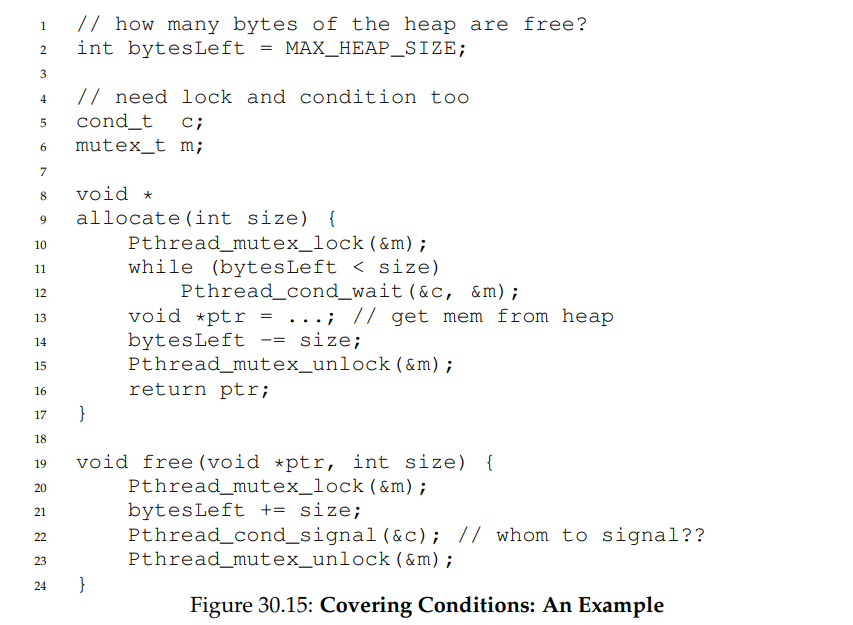 1 // how many bytes of the heap are free?
2 int bytesLeft = MAX_HEAP_SIZE;
3
4 // need lock and condition too
5 cond_t  c;
6 mutex_t m;
7
8 void *
9 allocate(int size) {
10     Pthread_mutex_lock(&m);
11     while (bytesLeft < size)
12         Pthread_cond_wait(&c, &m);
13     void *ptr = ...; // get mem from heap
14     bytesLeft -= size;
15     Pthread_mutex_unlock(&m);
16     return ptr;
17 }
18
19 void free(void *ptr, int size) {
20     Pthread_mutex_lock(&m);
21     bytesLeft += size;
22     Pthread_cond_signal(&c); // whom to signal??
23     Pthread_mutex_unlock(&m);
24 }
Figure 30.15: Covering Conditions: An Example